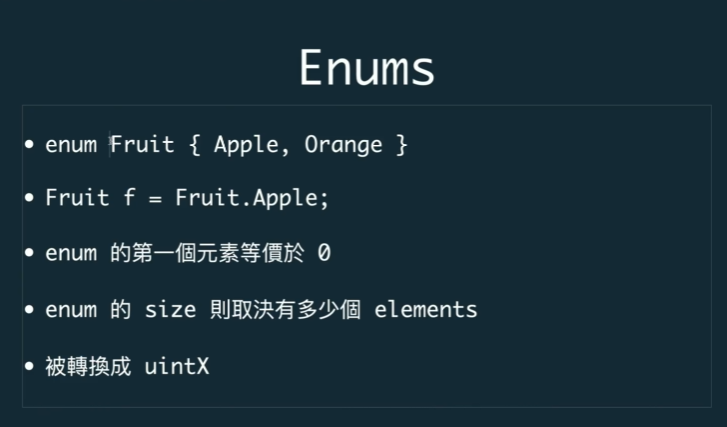 Enums
• enum Fruit { Apple, Orange }
• Fruit f = Fruit.Apple;
• enum 的第一個元素等價於 0
• enum 的 size 則取決有多少個 elements
• 被轉換成 uintX